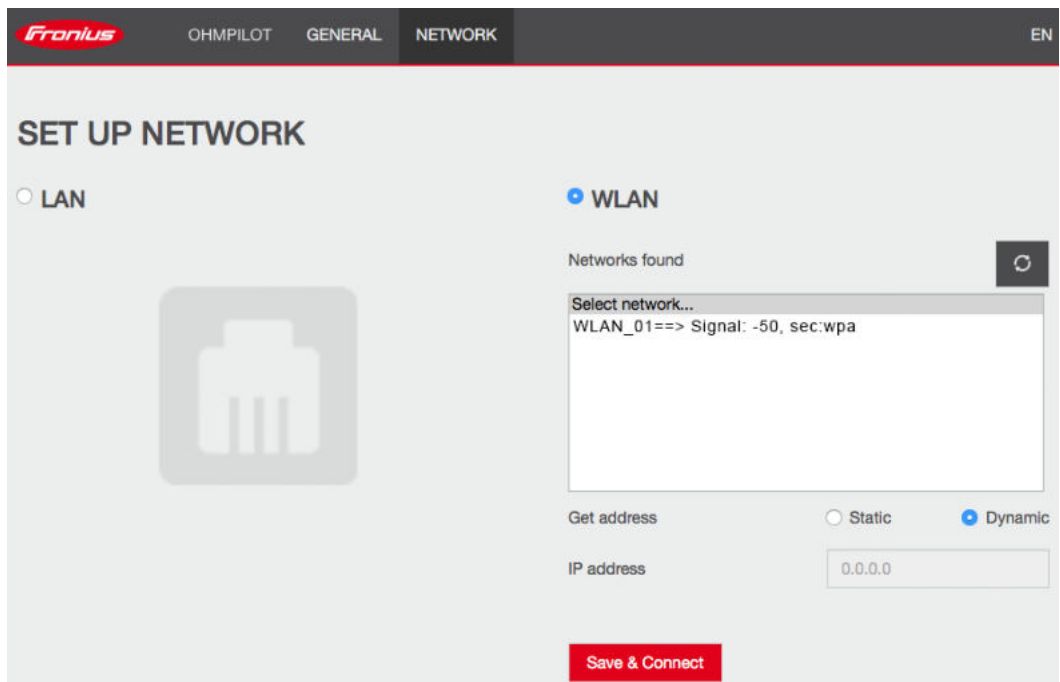 Fronius OHMPILOT GENERAL NETWORK EN
SET UP NETWORK
LAN
WLAN
Networks found
Select network...
WLAN_01==> Signal: -50, sec:wpa
Get address Static Dynamic
IP address 0.0.0.0
Save & Connect